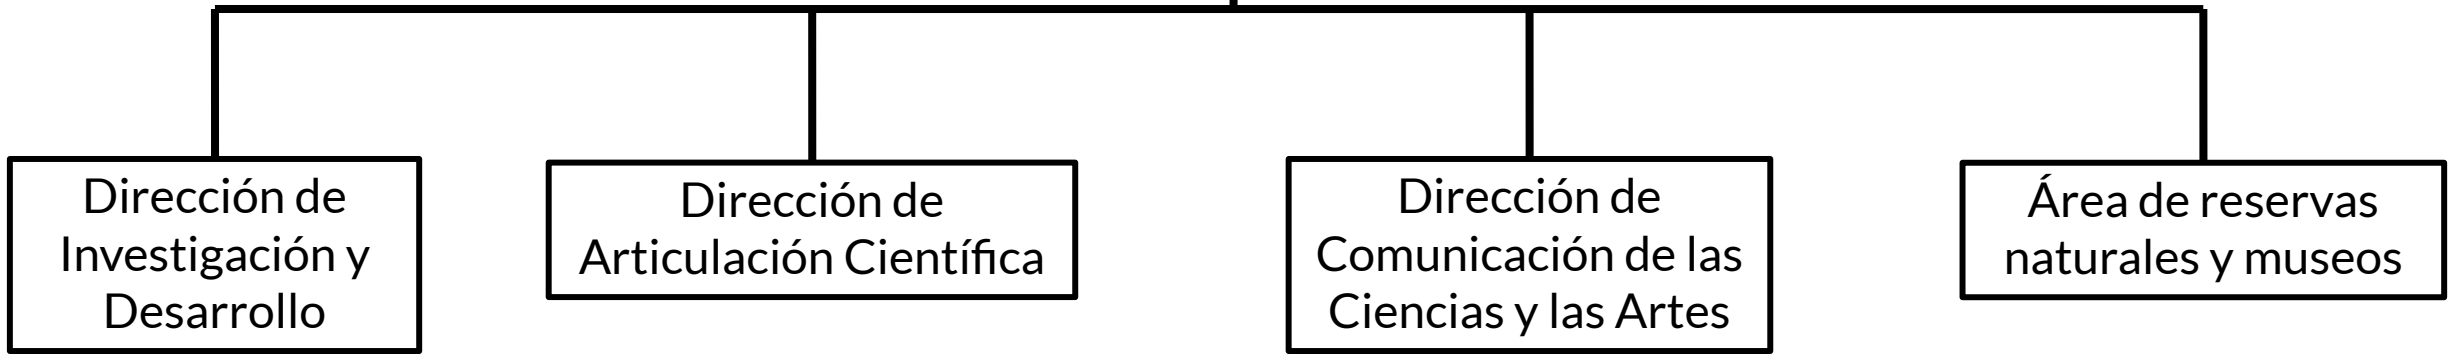 Dirección de
Investigación y
Desarrollo
Dirección de
Articulación Científica
Dirección de
Comunicación de las
Ciencias y las Artes
Área de reservas
naturales y museos